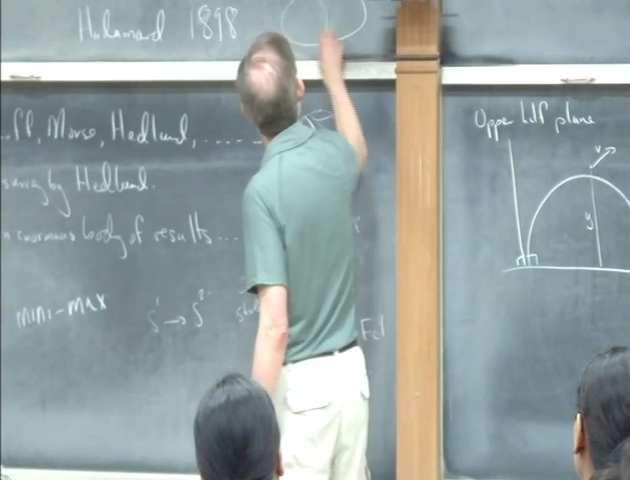 Hadamard 1898
ff, Morse, Hedlund, .....
survey by Hedlund.
enormous body of results...
mini-max S¹ → S²
Upper half plane
v
y